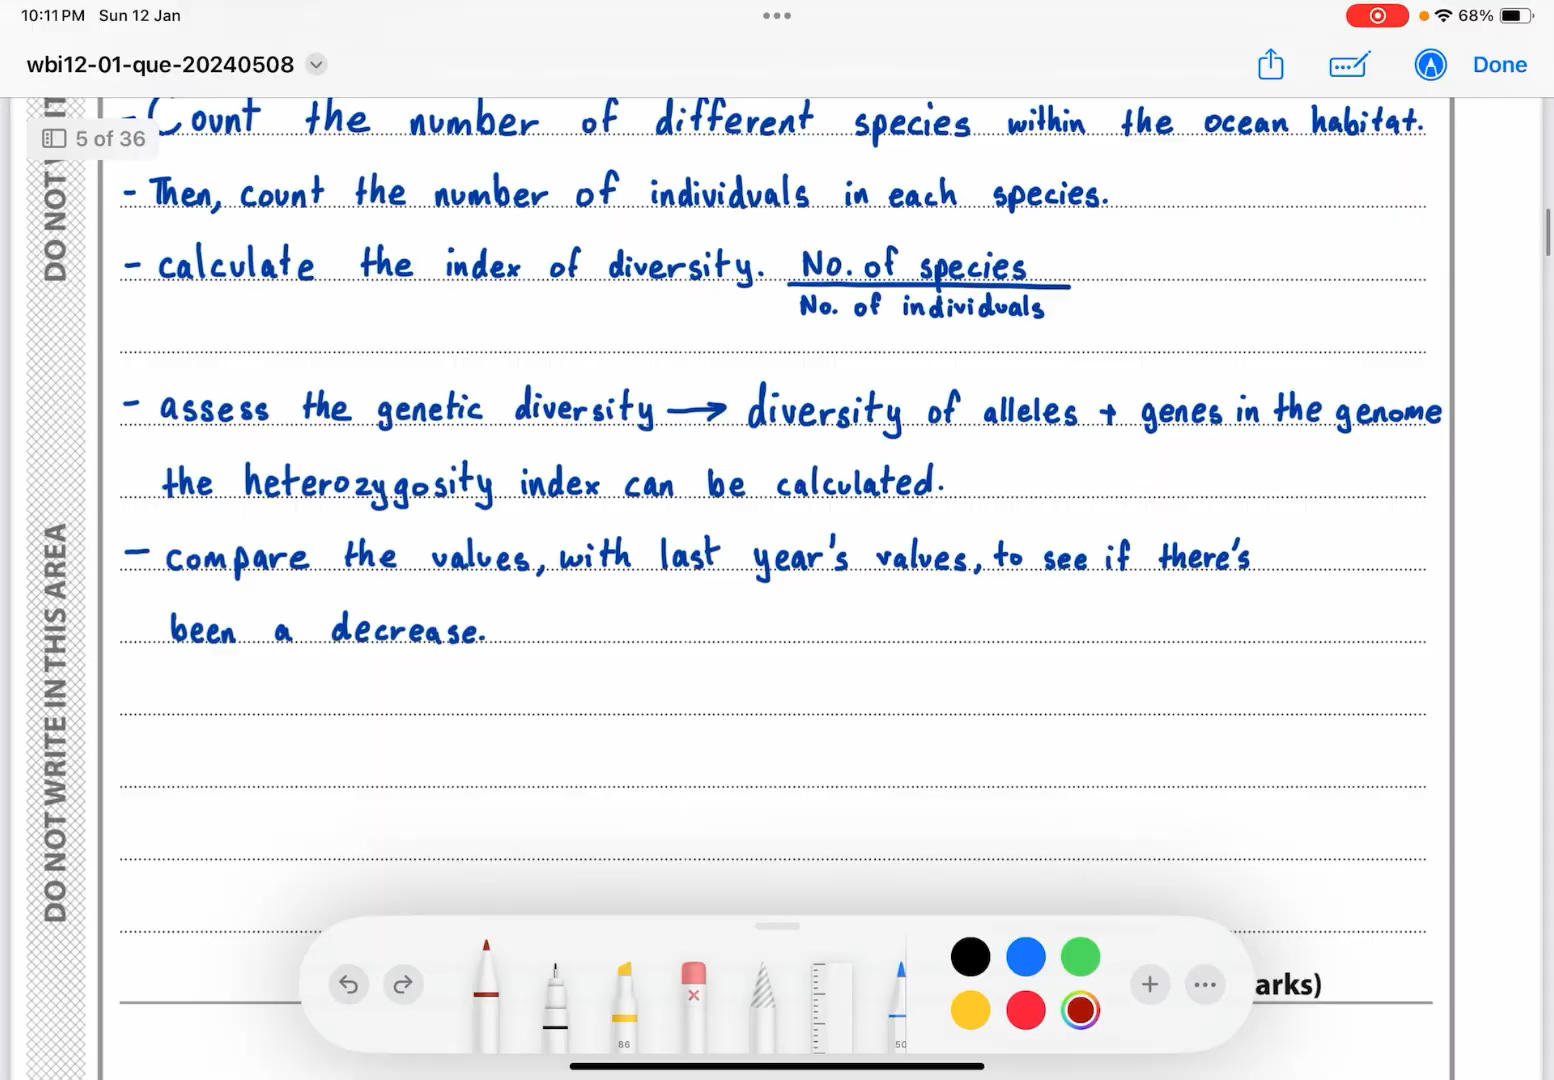 10:11 PM Sun 12 Jan
68%
wbi12-01-que-20240508
Done
5 of 36
- Count the number of different species within the ocean habitat.
- Then, count the number of individuals in each species.
- calculate the index of diversity. No. of species
No. of individuals
- assess the genetic diversity → diversity of alleles + genes in the genome
the heterozygosity index can be calculated.
- compare the values, with last year's values, to see if there's
been a decrease.
DO NOT
DO NOT WRITE IN THIS AREA
86
50
arks)